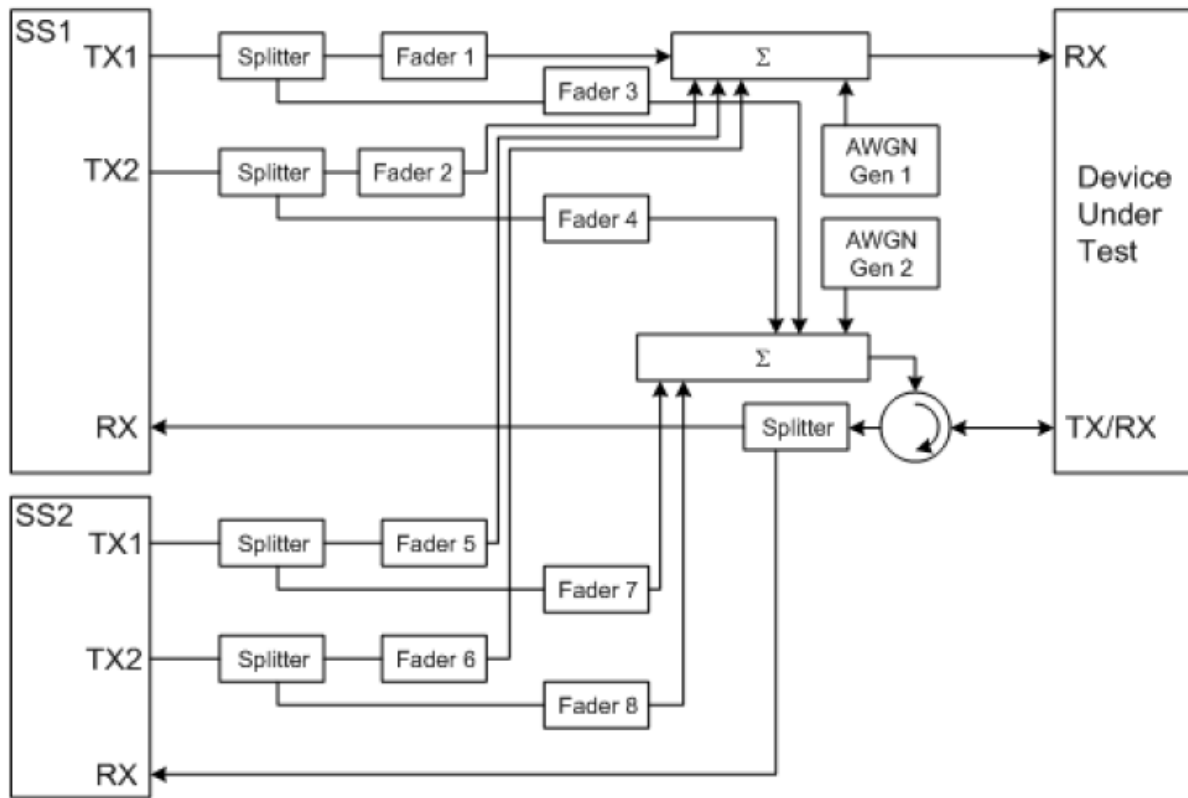 SS1
TX1
Splitter
Fader 1
Σ
RX
Fader 3
AWGN
Gen 1
TX2
Splitter
Fader 2
Device
Under
Test
Fader 4
AWGN
Gen 2
Σ
RX
Splitter
TX/RX
SS2
TX1
Splitter
Fader 5
Fader 7
TX2
Splitter
Fader 6
Fader 8
RX